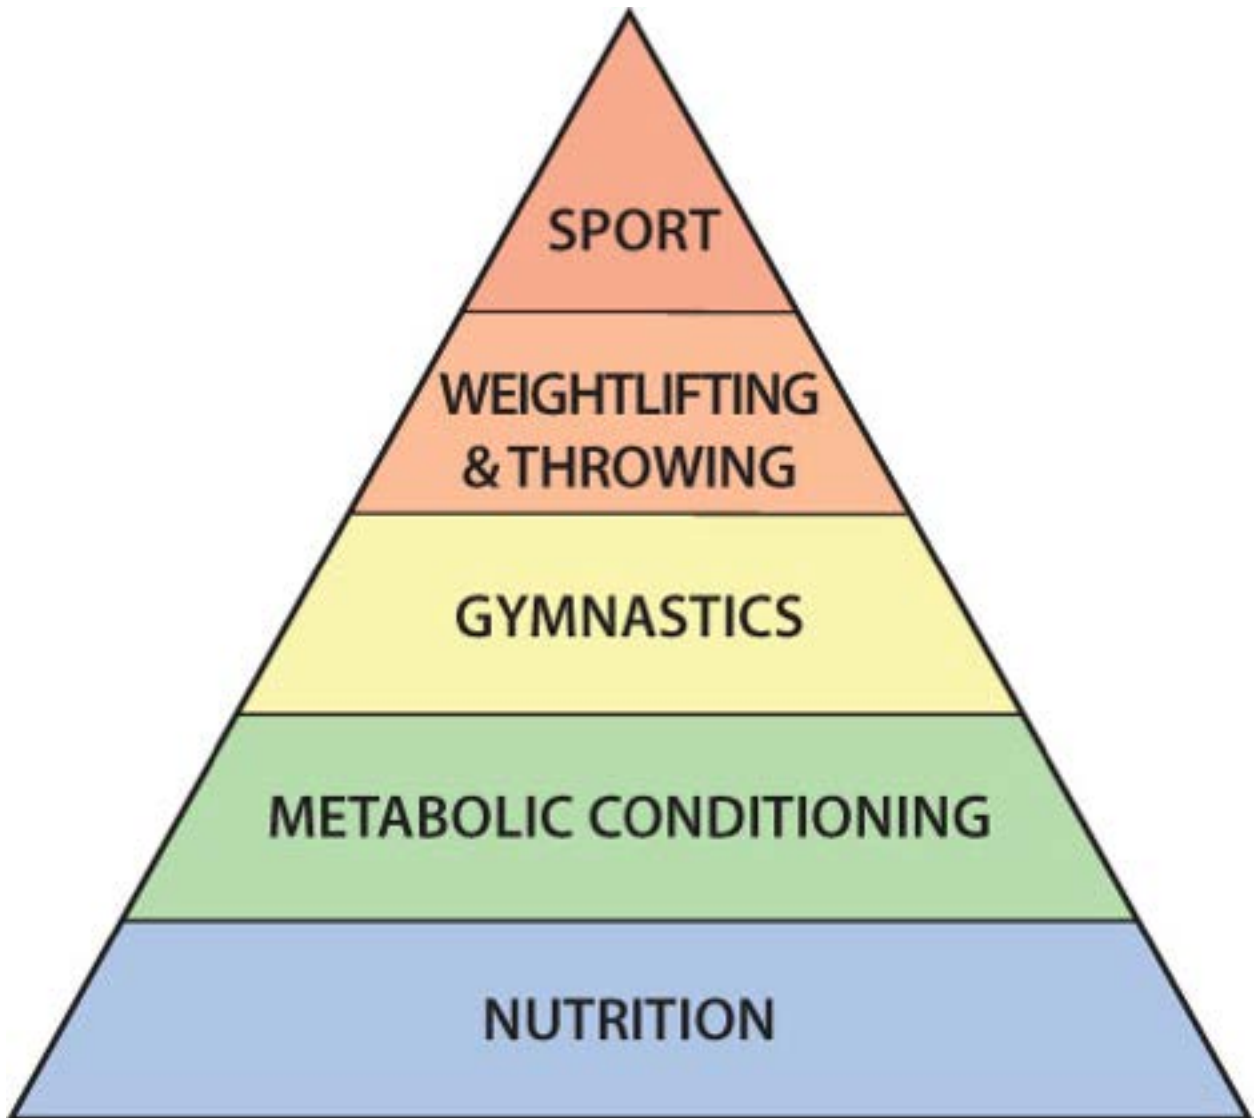 SPORT
WEIGHTLIFTING
& THROWING
GYMNASTICS
METABOLIC CONDITIONING
NUTRITION